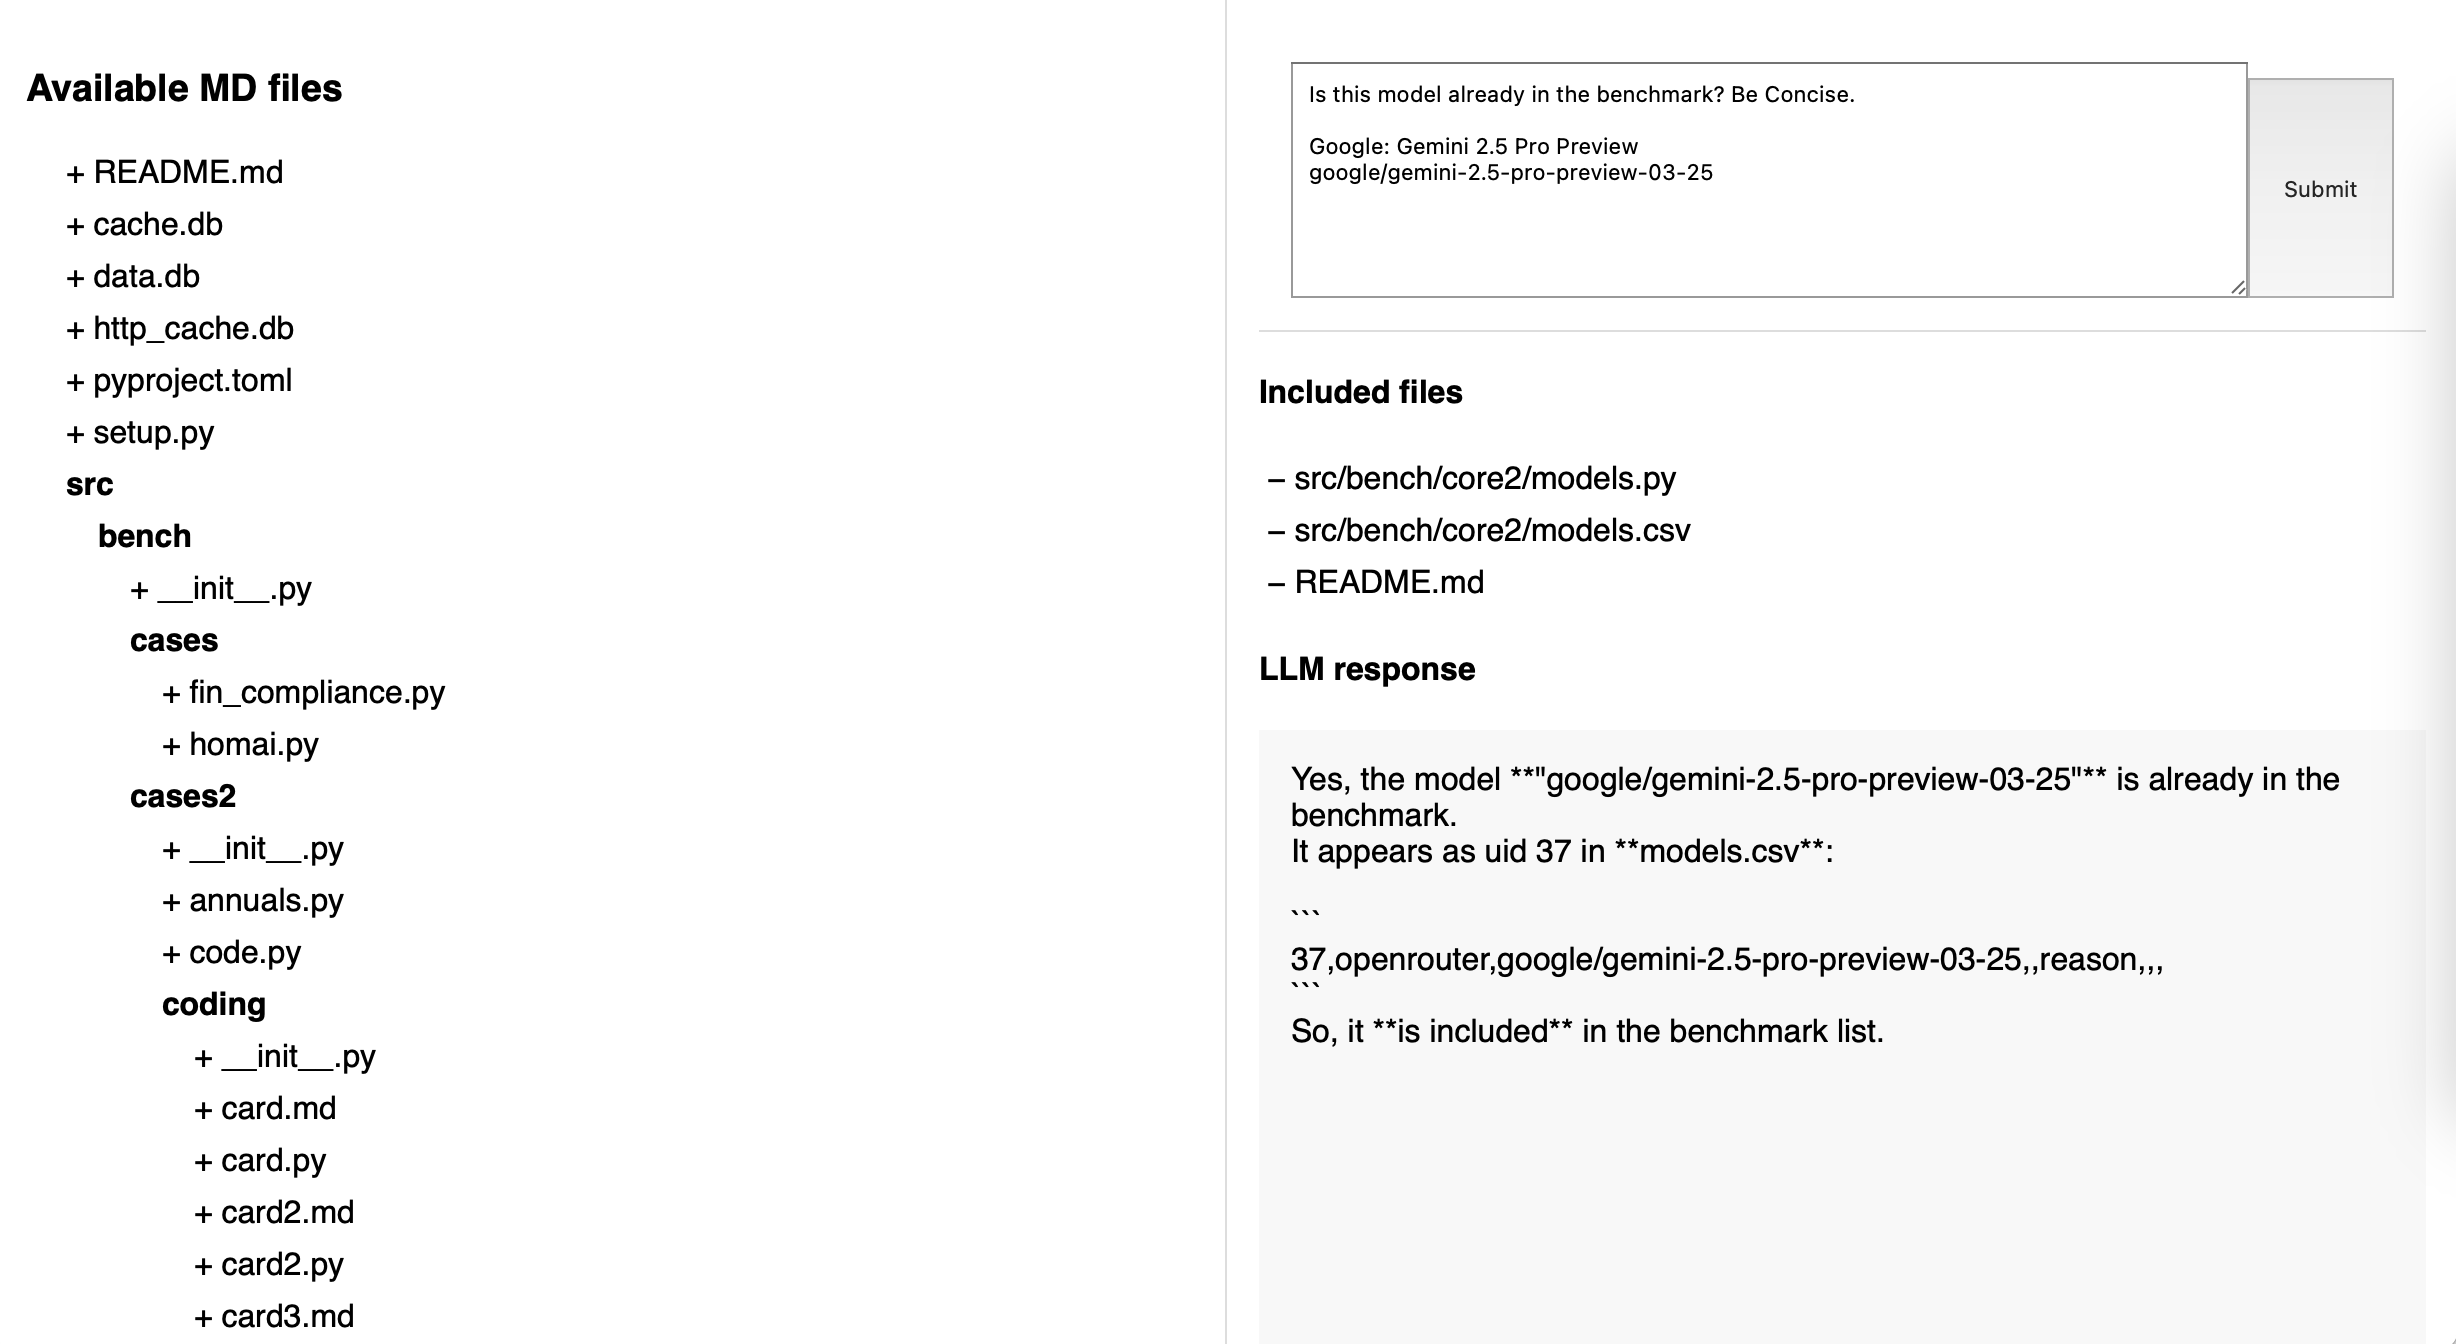 Available MD files
+ README.md
+ cache.db
+ data.db
+ http_cache.db
+ pyproject.toml
+ setup.py
src
bench
+ __init__.py
cases
+ fin_compliance.py
+ homai.py
cases2
+ __init__.py
+ annuals.py
+ code.py
coding
+ __init__.py
+ card.md
+ card.py
+ card2.md
+ card2.py
+ card3.md
Is this model already in the benchmark? Be Concise.
Google: Gemini 2.5 Pro Preview
google/gemini-2.5-pro-preview-03-25
Submit
Included files
– src/bench/core2/models.py
– src/bench/core2/models.csv
– README.md
LLM response
Yes, the model **"google/gemini-2.5-pro-preview-03-25"** is already in the
benchmark.
It appears as uid 37 in **models.csv**:
```
37,openrouter,google/gemini-2.5-pro-preview-03-25,,reason,,,
```
So, it **is included** in the benchmark list.